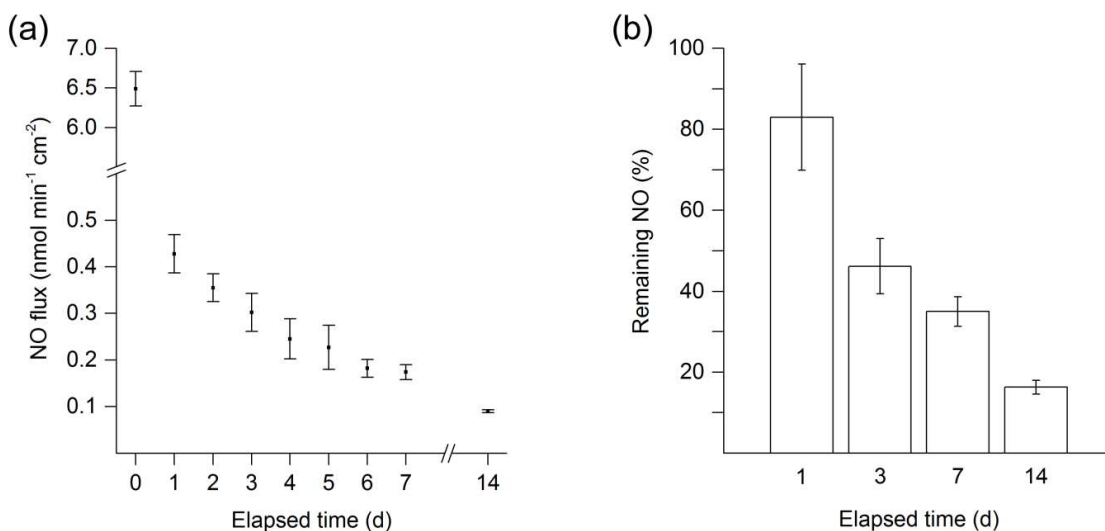 (a)
7.0
6.5
6.0
0.5
0.4
0.3
0.2
0.1
NO flux (nmol min⁻¹ cm⁻²)
0 1 2 3 4 5 6 7 14
Elapsed time (d)
(b)
100
80
60
40
20
Remaining NO (%)
1 3 7 14
Elapsed time (d)